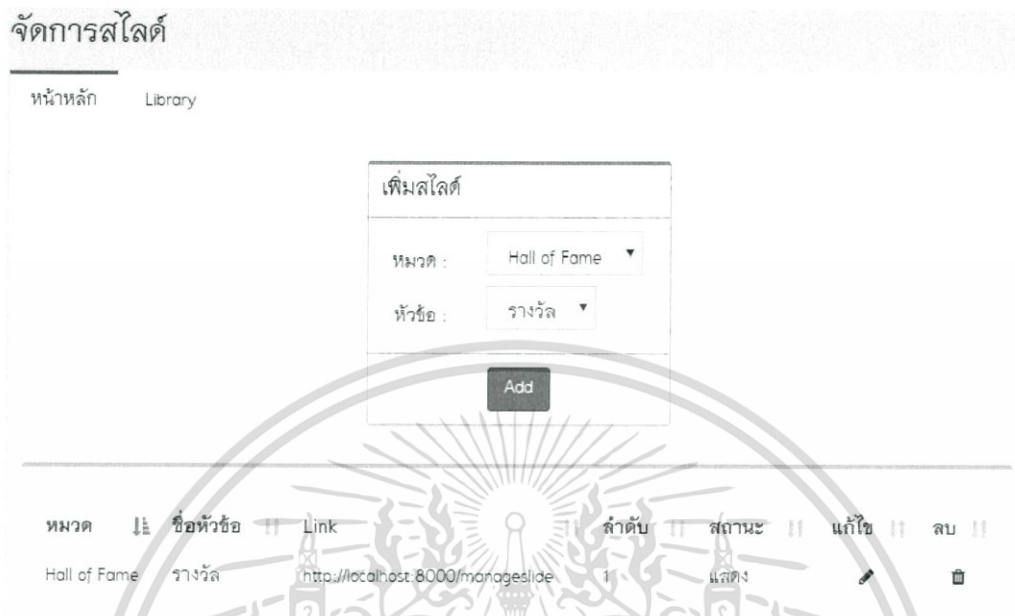 จัดการสไลด์
หน้าหลัก Library
เพิ่มสไลด์
หมวด : Hall of Fame
หัวข้อ : รางวัล
Add
หมวด ชื่อหัวข้อ Link ลำดับ สถานะ แก้ไข ลบ
Hall of Fame รางวัล http://localhost:8000/manageslide 1 แสดง